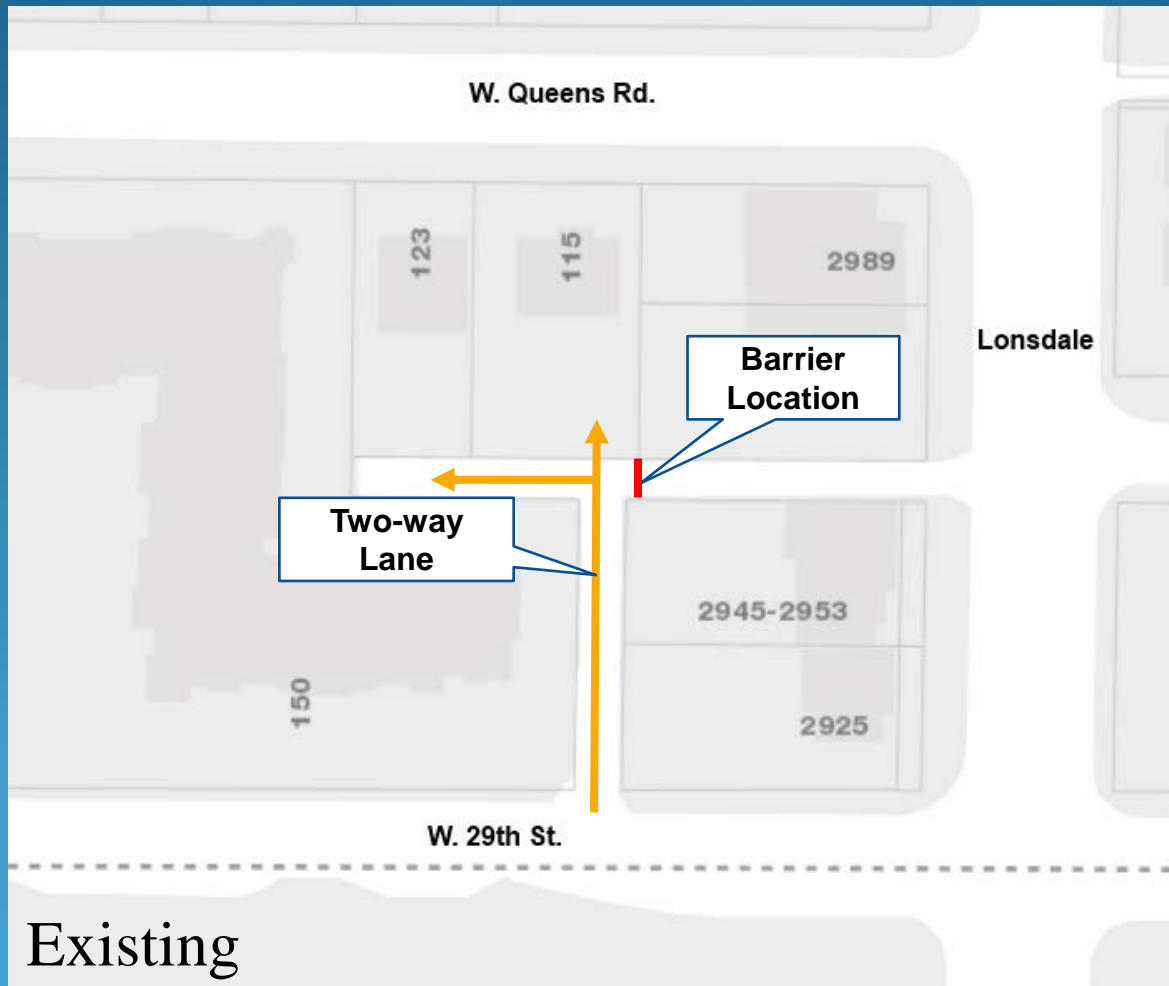 W. Queens Rd.
123
115
2989
Lonsdale
Barrier
Location
Two-way
Lane
2945-2953
150
2925
W. 29th St.
Existing